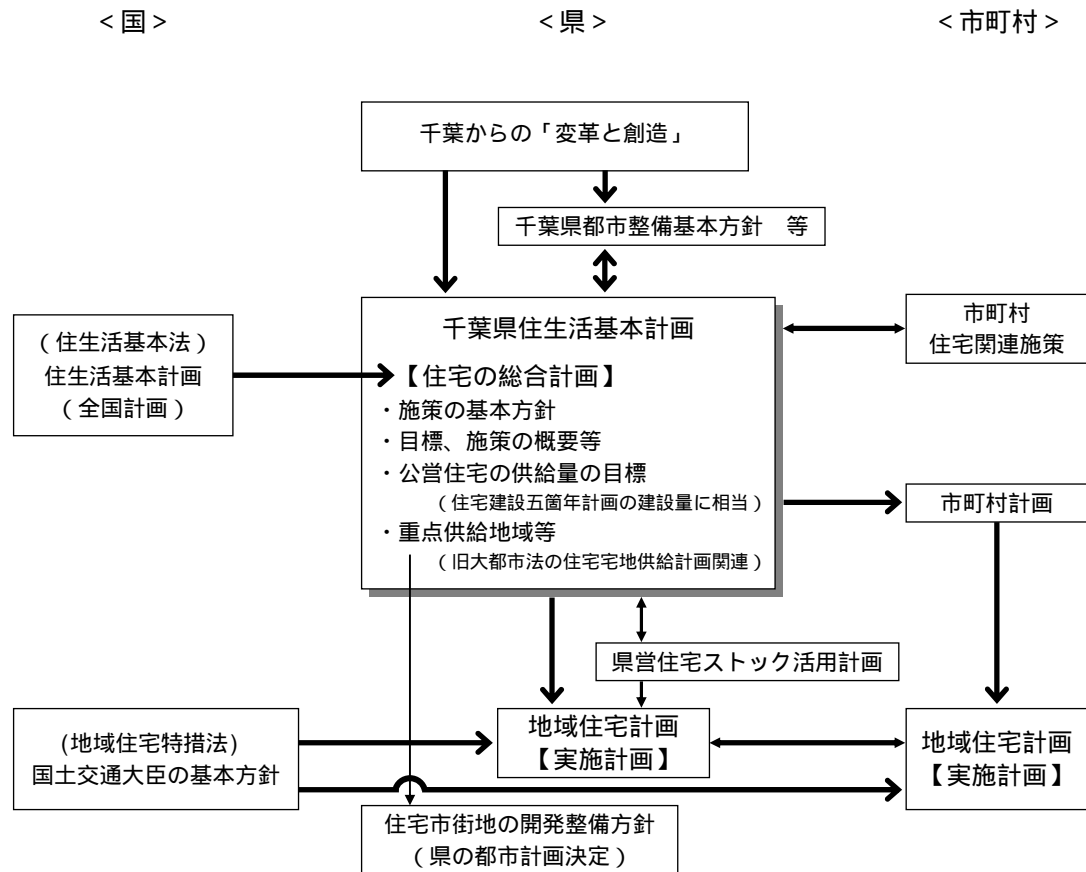 <国> <県> <市町村>
千葉からの「変革と創造」
千葉県都市整備基本方針 等
(住生活基本法)
住生活基本計画
(全国計画)
千葉県住生活基本計画
【住宅の総合計画】
・施策の基本方針
・目標、施策の概要等
・公営住宅の供給量の目標
(住宅建設五箇年計画の建設量に相当)
・重点供給地域等
(旧大都市法の住宅宅地供給計画関連)
市町村
住宅関連施策
市町村計画
県営住宅ストック活用計画
(地域住宅特措法)
国土交通大臣の基本方針
地域住宅計画
【実施計画】
地域住宅計画
【実施計画】
住宅市街地の開発整備方針
(県の都市計画決定)